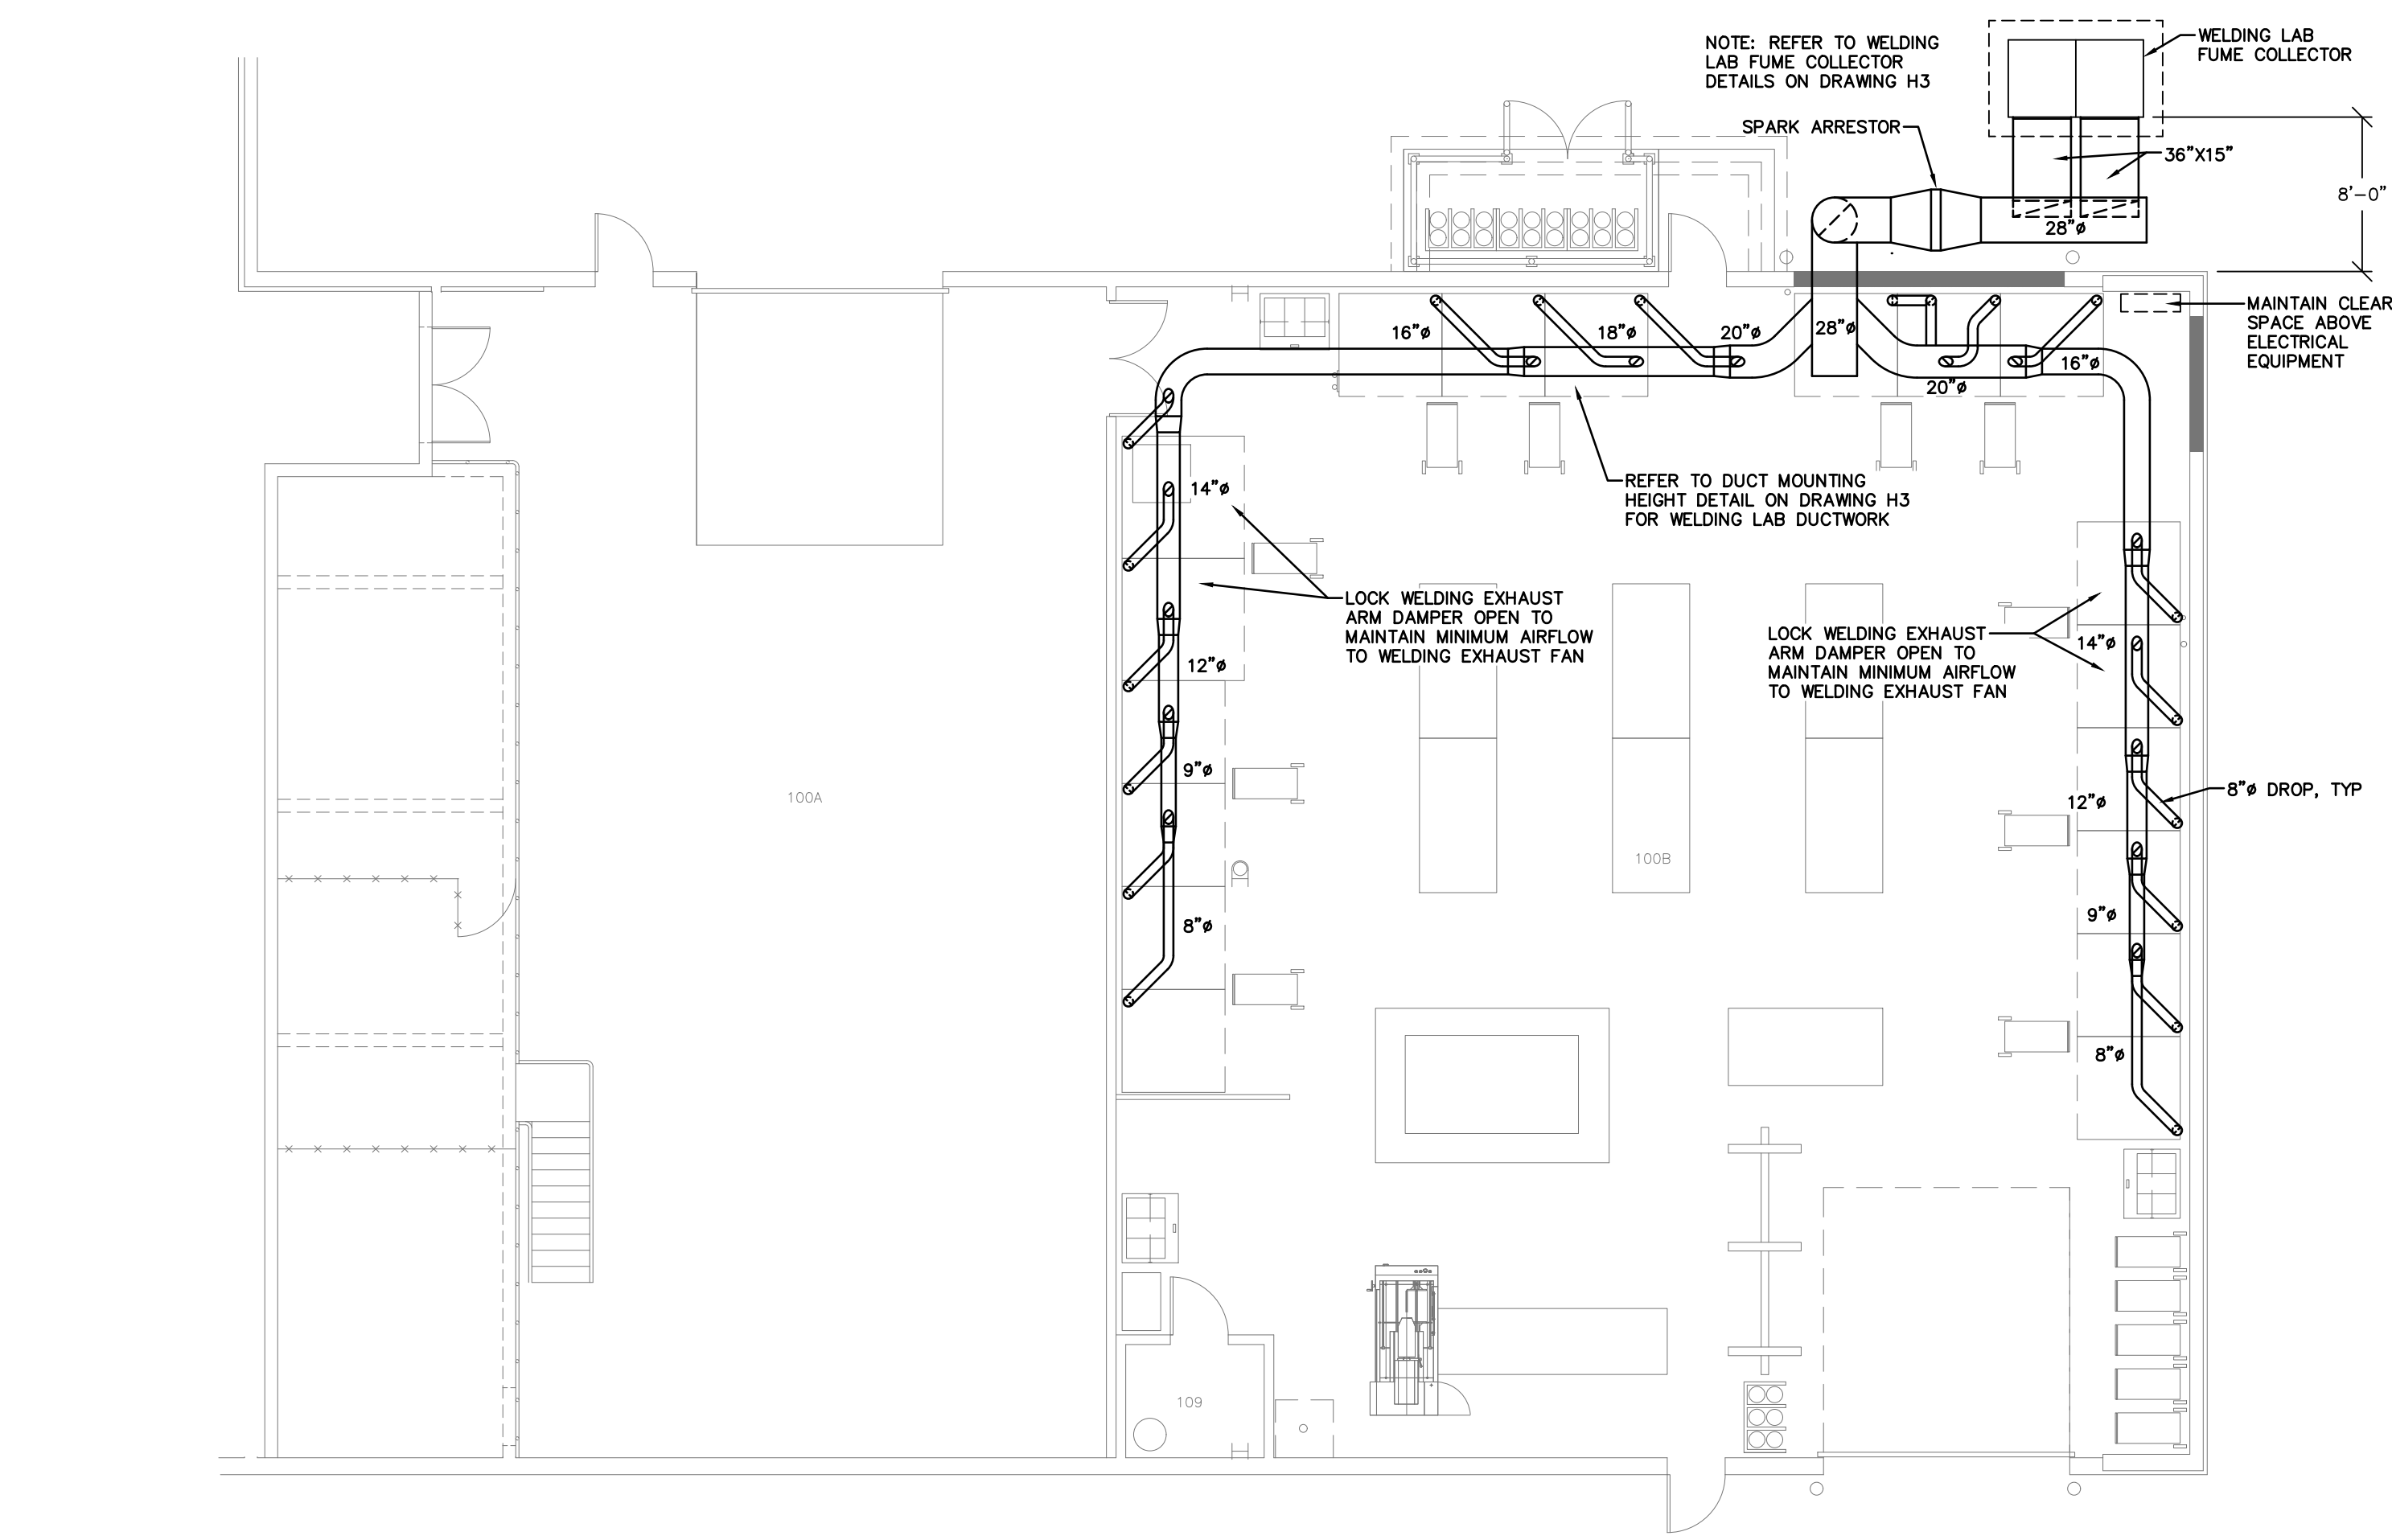 NOTE: REFER TO WELDING
LAB FUME COLLECTOR
DETAILS ON DRAWING H3
WELDING LAB
FUME COLLECTOR
SPARK ARRESTOR
36"X15"
8'-0"
28"ø
MAINTAIN CLEAR
SPACE ABOVE
ELECTRICAL
EQUIPMENT
16"ø
18"ø
20"ø
28"ø
20"ø
16"ø
REFER TO DUCT MOUNTING
HEIGHT DETAIL ON DRAWING H3
FOR WELDING LAB DUCTWORK
14"ø
LOCK WELDING EXHAUST
ARM DAMPER OPEN TO
MAINTAIN MINIMUM AIRFLOW
TO WELDING EXHAUST FAN
LOCK WELDING EXHAUST
ARM DAMPER OPEN TO
MAINTAIN MINIMUM AIRFLOW
TO WELDING EXHAUST FAN
14"ø
12"ø
9"ø
8"ø DROP, TYP
12"ø
100A
100B
9"ø
8"ø
8"ø
109